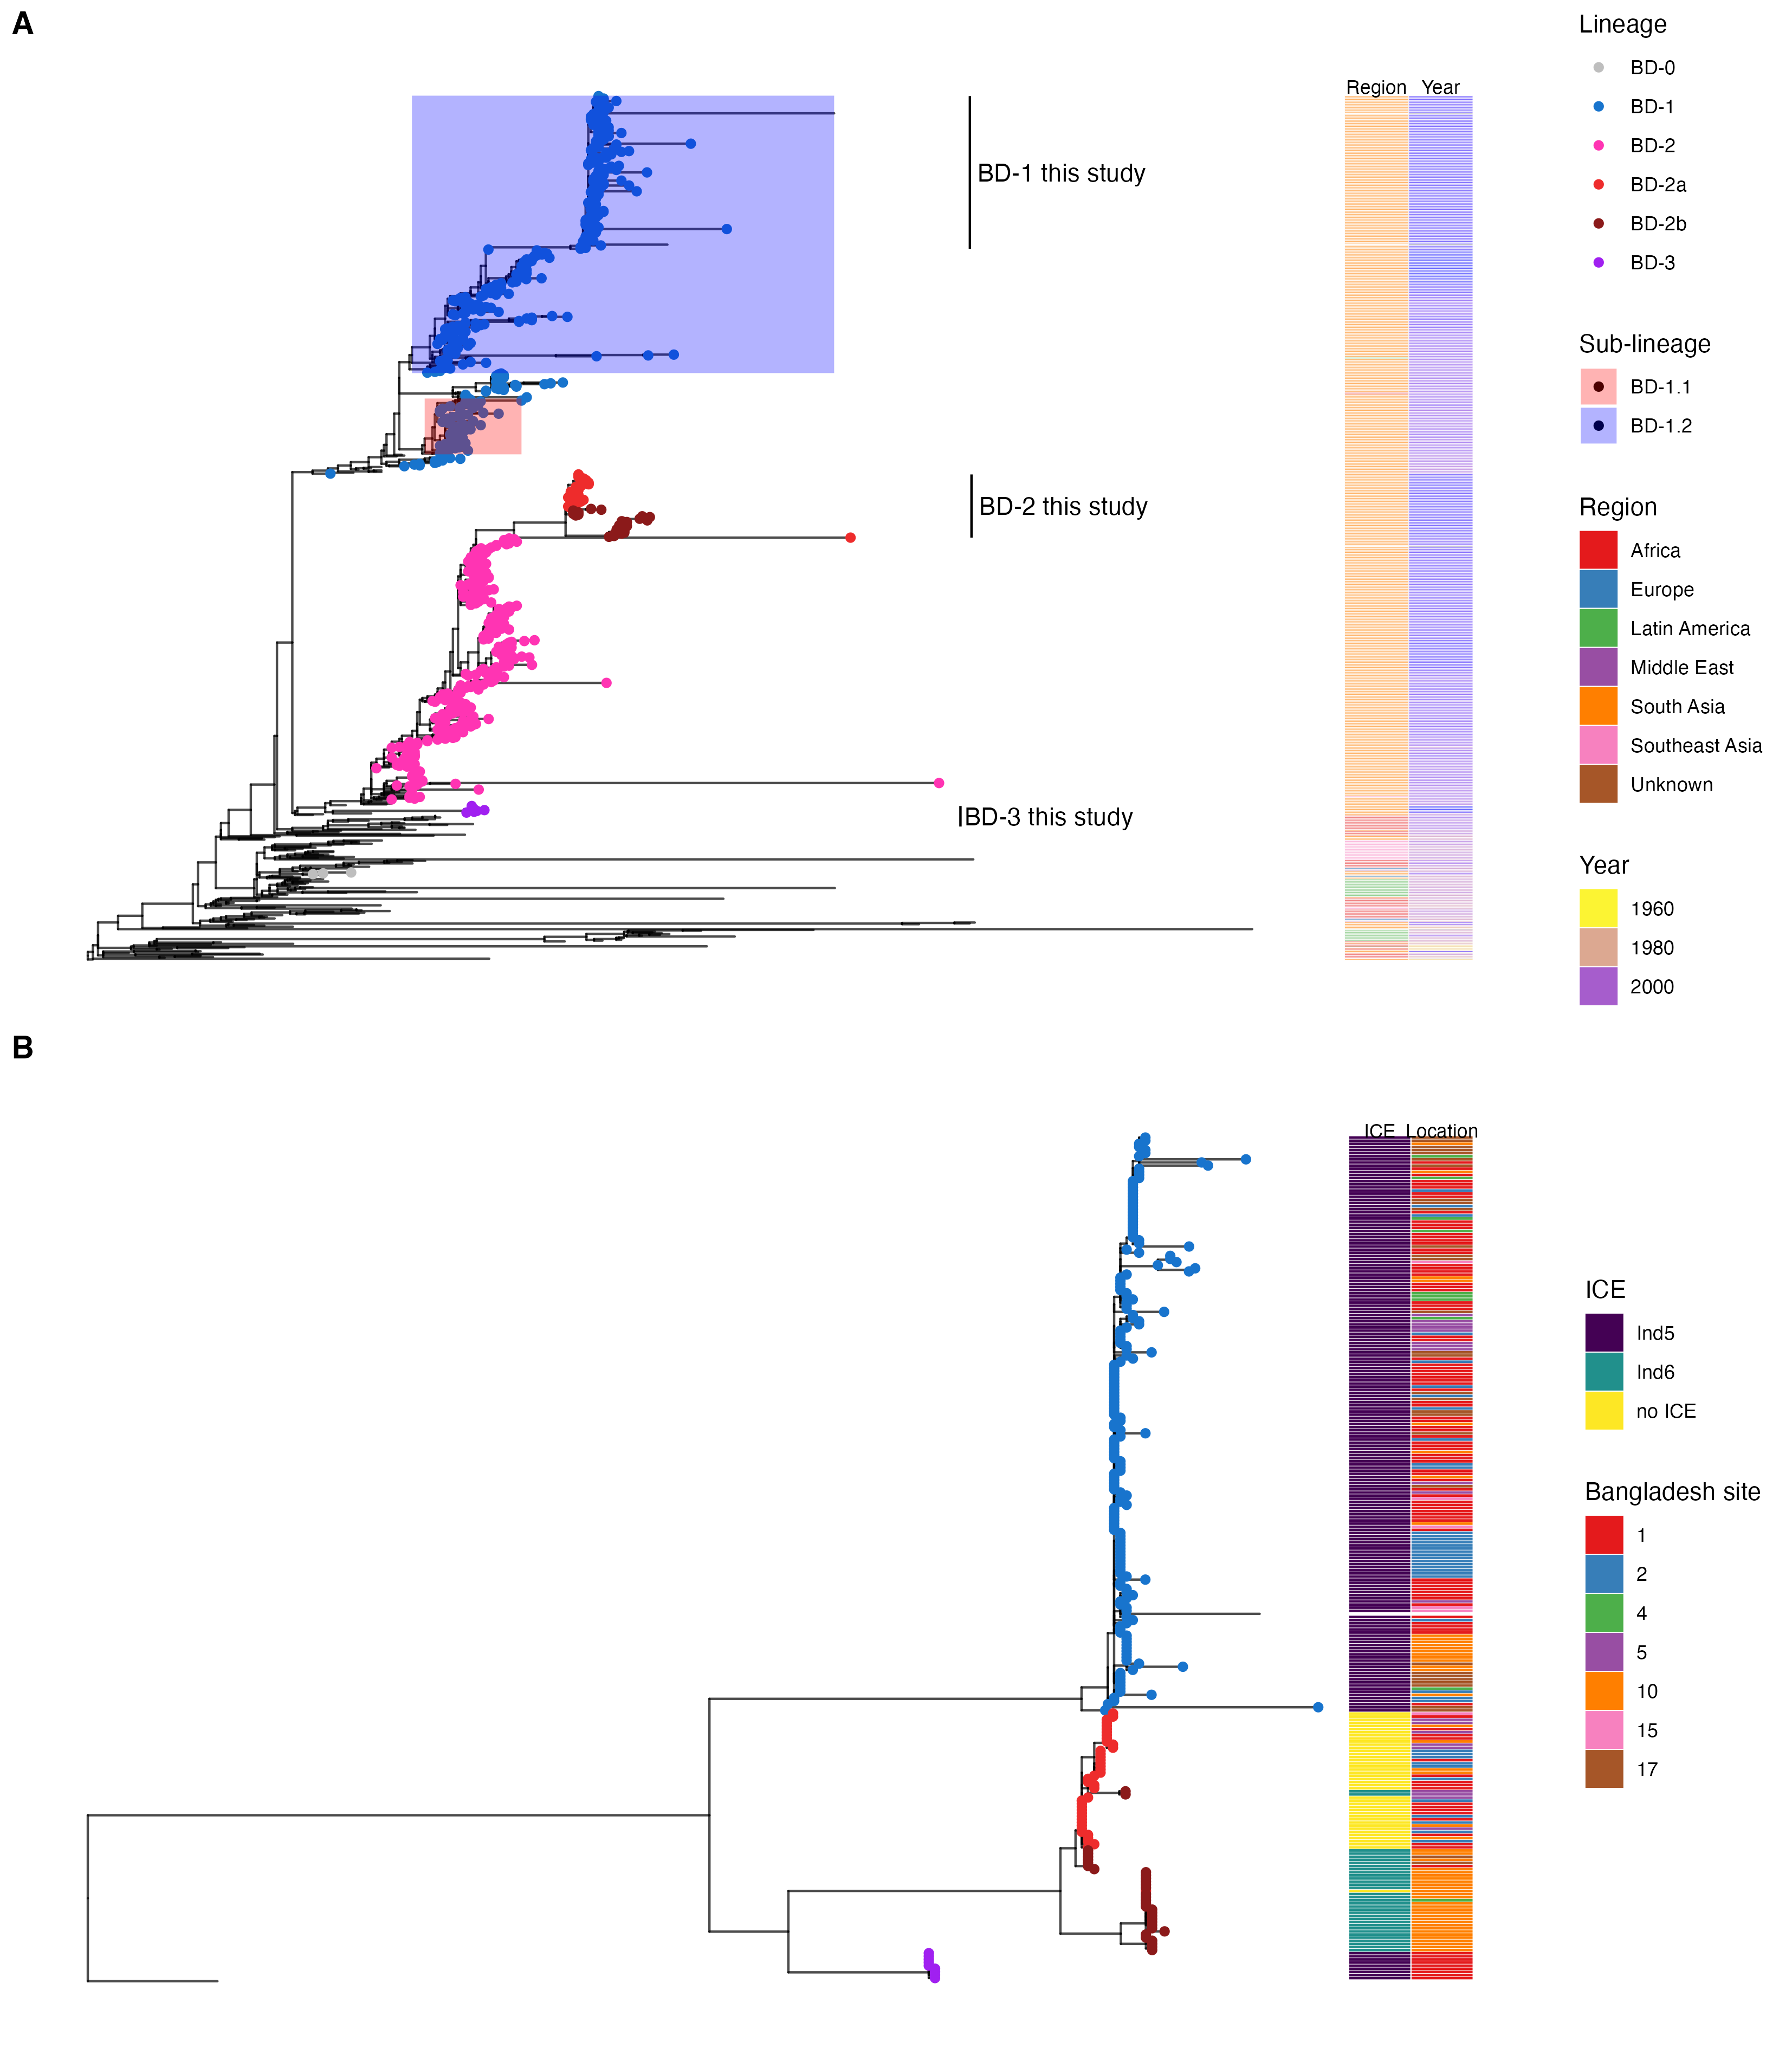 A
Region Year
BD-1 this study
BD-2 this study
BD-3 this study
Lineage
BD-0
BD-1
BD-2
BD-2a
BD-2b
BD-3
Sub-lineage
BD-1.1
BD-1.2
Region
Africa
Europe
Latin America
Middle East
South Asia
Southeast Asia
Unknown
Year
1960
1980
2000
B
ICE Location
ICE
Ind5
Ind6
no ICE
Bangladesh site
1
2
4
5
10
15
17